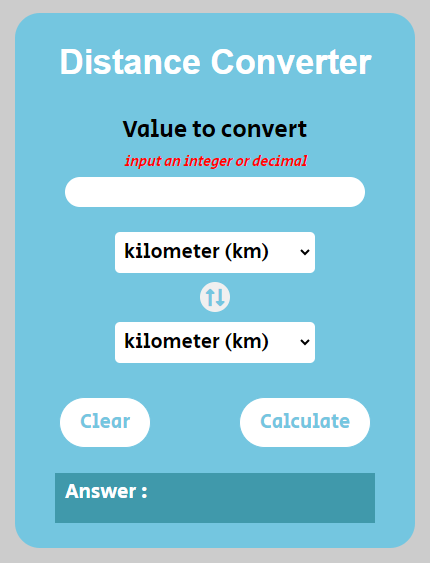 Distance Converter
Value to convert
input an integer or decimal
kilometer (km)
kilometer (km)
Clear Calculate
Answer :